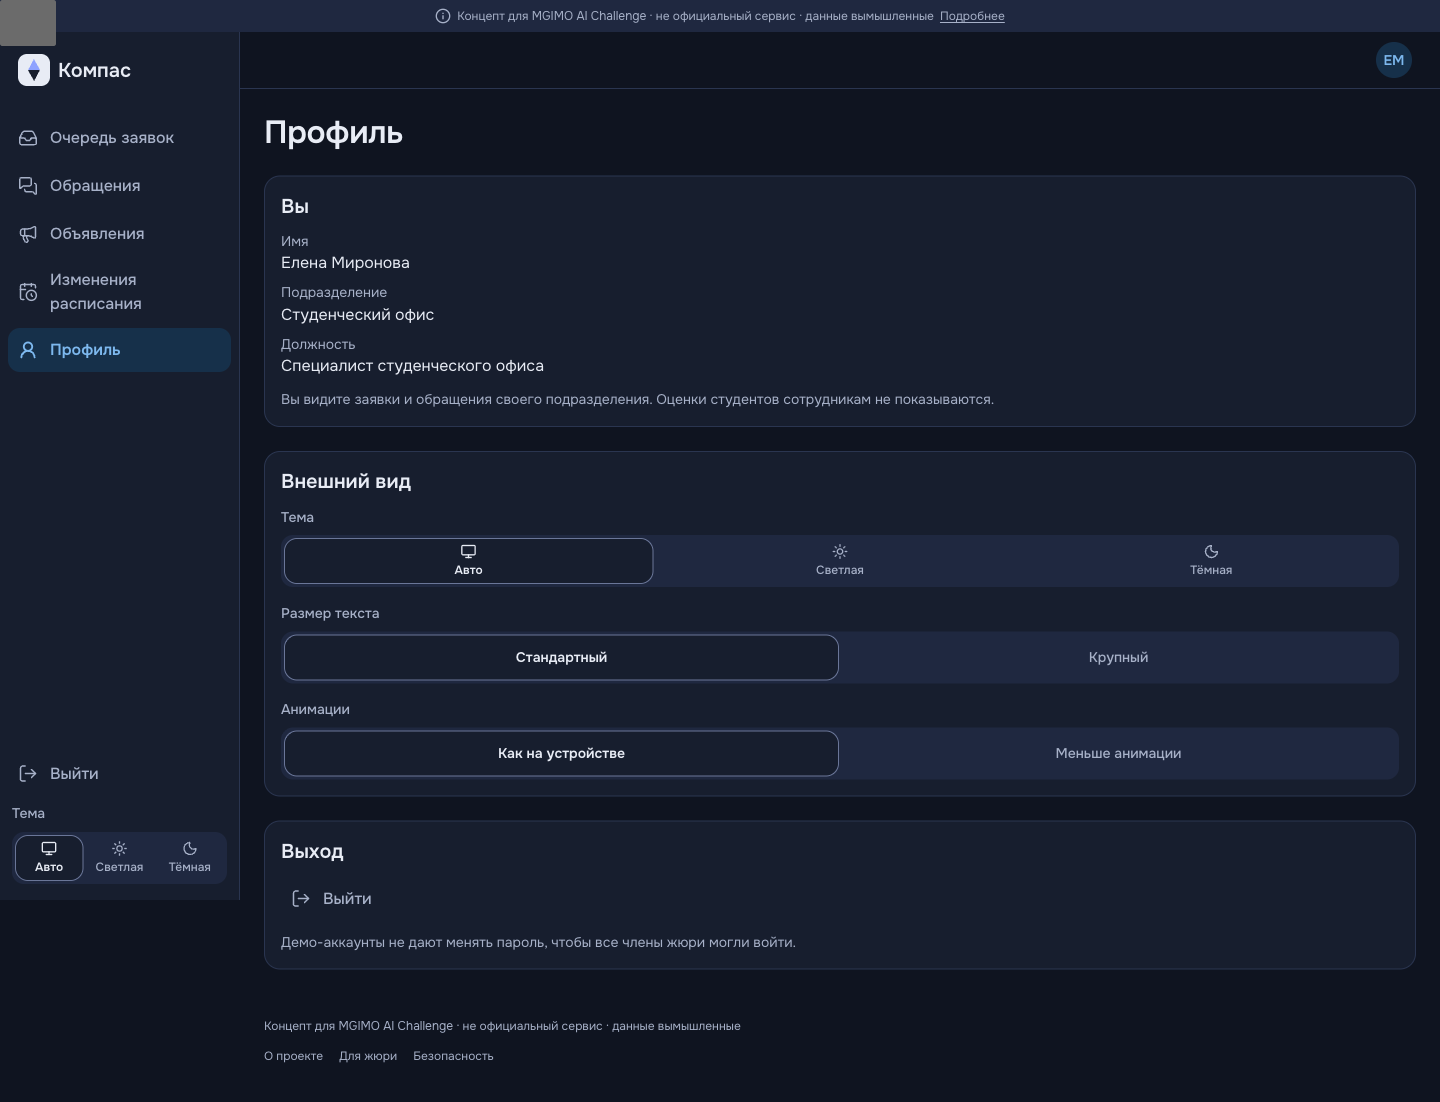 Концепт для MGIMO AI Challenge · не официальный сервис · данные вымышленные Подробнее
Компас
ЕМ
Очередь заявок
Обращения
Объявления
Изменения
расписания
Профиль
Выйти
Тема
Авто
Светлая
Тёмная
Профиль
Вы
Имя
Елена Миронова
Подразделение
Студенческий офис
Должность
Специалист студенческого офиса
Вы видите заявки и обращения своего подразделения. Оценки студентов сотрудникам не показываются.
Внешний вид
Тема
Авто
Светлая
Тёмная
Размер текста
Стандартный
Крупный
Анимации
Как на устройстве
Меньше анимации
Выход
Выйти
Демо-аккаунты не дают менять пароль, чтобы все члены жюри могли войти.
Концепт для MGIMO AI Challenge · не официальный сервис · данные вымышленные
О проекте Для жюри Безопасность